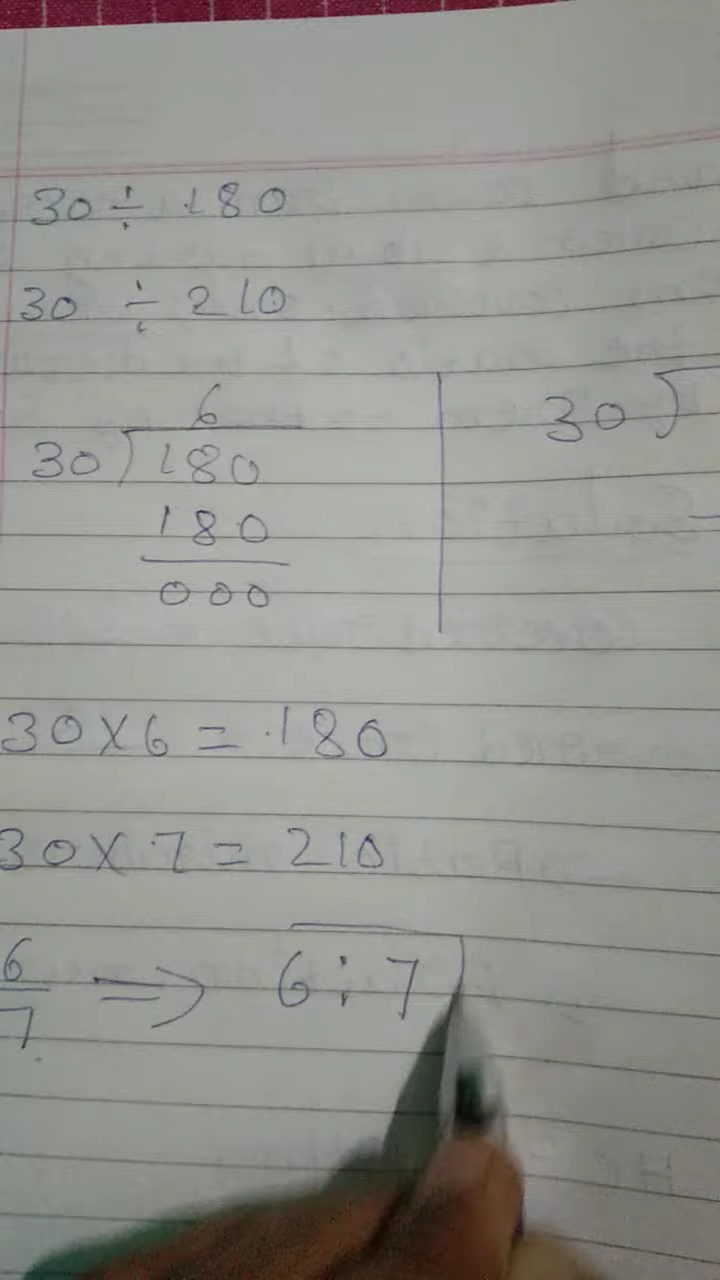 30 ÷ 180
30 ÷ 210
6
30 ) 180
180
000
30 )
30 × 6 = 180
30 × 7 = 210
6/7 ⇒ 6 : 7